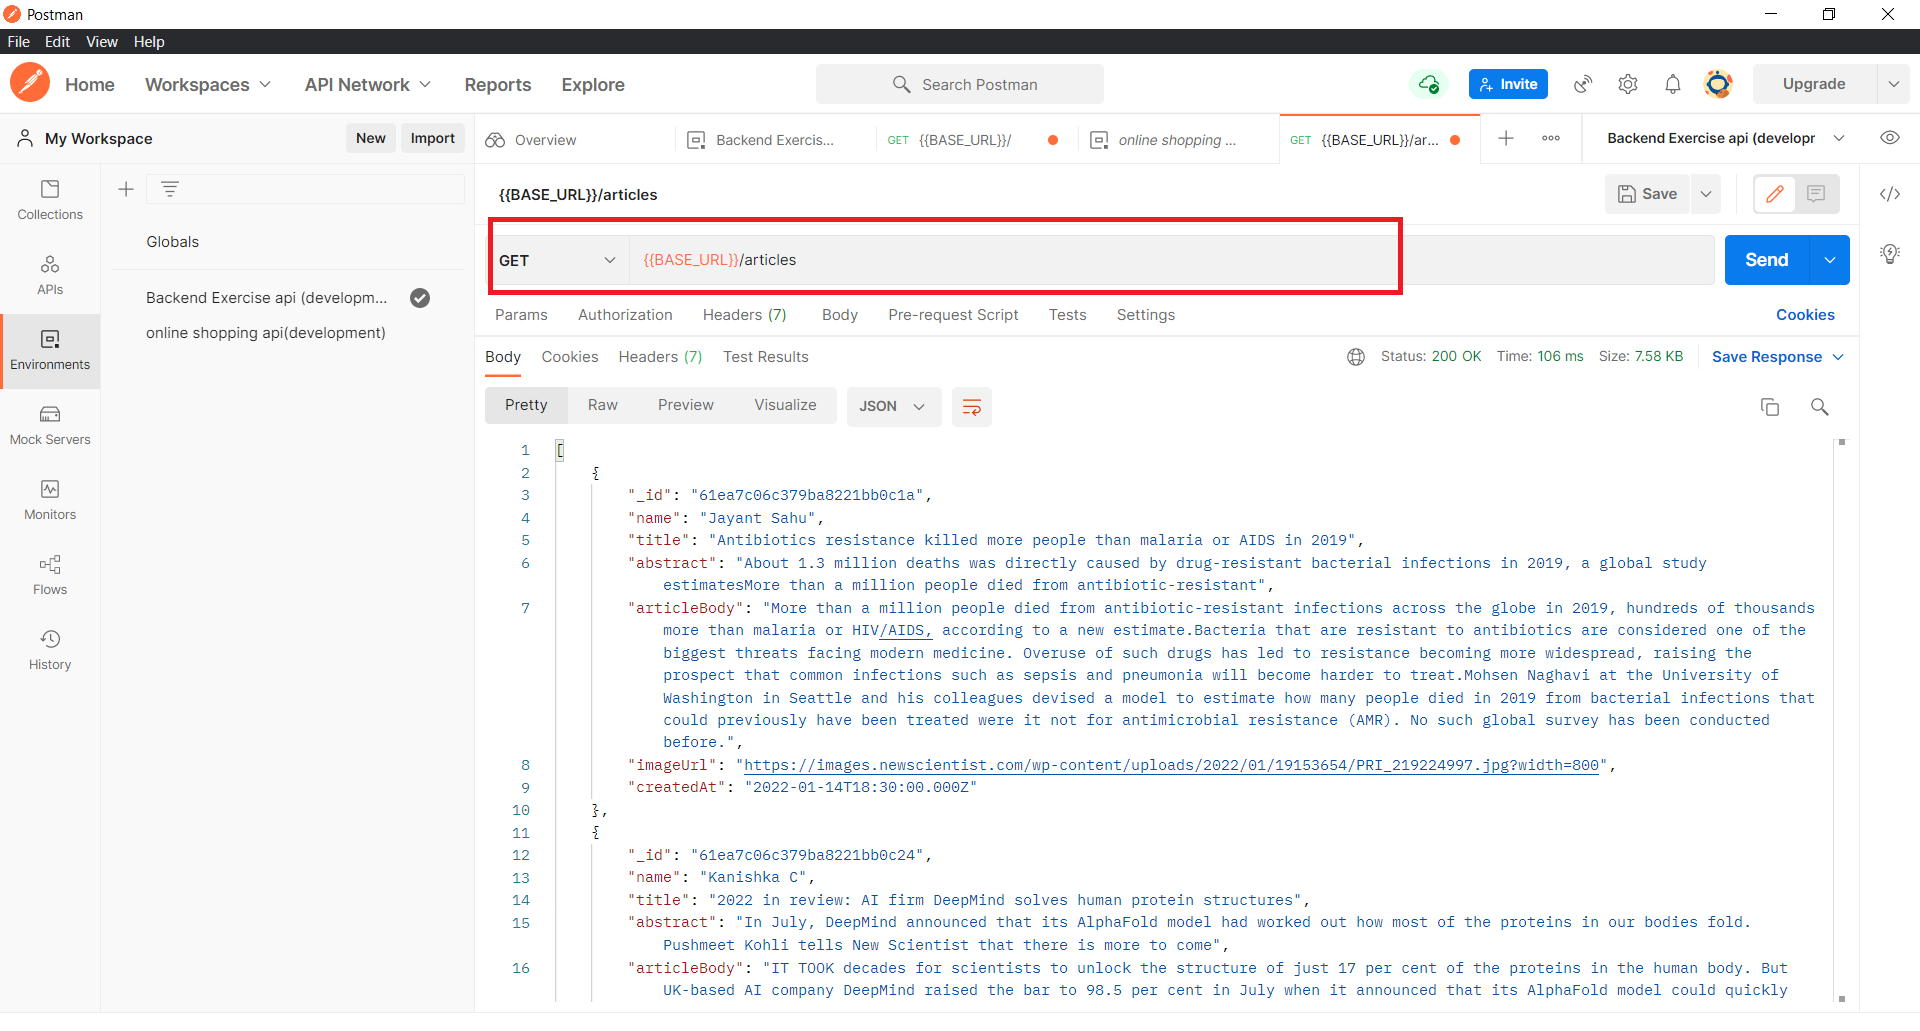 Postman
File Edit View Help
Home Workspaces API Network Reports Explore Search Postman Invite Upgrade
My Workspace New Import Overview Backend Exercis... GET {{BASE_URL}}/ online shopping ... GET {{BASE_URL}}/ar... Backend Exercise api (developr
{{BASE_URL}}/articles Save
Collections
Globals
GET {{BASE_URL}}/articles Send
APIs
Backend Exercise api (developm...
online shopping api(development)
Params Authorization Headers (7) Body Pre-request Script Tests Settings Cookies
Environments
Body Cookies Headers (7) Test Results Status: 200 OK Time: 106 ms Size: 7.58 KB Save Response
Pretty Raw Preview Visualize JSON
Mock Servers
Monitors
Flows
History
1 [
2 {
3 "_id": "61ea7c06c379ba8221bb0c1a",
4 "name": "Jayant Sahu",
5 "title": "Antibiotics resistance killed more people than malaria or AIDS in 2019",
6 "abstract": "About 1.3 million deaths was directly caused by drug-resistant bacterial infections in 2019, a global study
estimatesMore than a million people died from antibiotic-resistant",
7 "articleBody": "More than a million people died from antibiotic-resistant infections across the globe in 2019, hundreds of thousands
more than malaria or HIV/AIDS, according to a new estimate.Bacteria that are resistant to antibiotics are considered one of the
biggest threats facing modern medicine. Overuse of such drugs has led to resistance becoming more widespread, raising the
prospect that common infections such as sepsis and pneumonia will become harder to treat.Mohsen Naghavi at the University of
Washington in Seattle and his colleagues devised a model to estimate how many people died in 2019 from bacterial infections that
could previously have been treated were it not for antimicrobial resistance (AMR). No such global survey has been conducted
before.",
8 "imageUrl": "https://images.newscientist.com/wp-content/uploads/2022/01/19153654/PRI_219224997.jpg?width=800",
9 "createdAt": "2022-01-14T18:30:00.000Z"
10 },
11 {
12 "_id": "61ea7c06c379ba8221bb0c24",
13 "name": "Kanishka C",
14 "title": "2022 in review: AI firm DeepMind solves human protein structures",
15 "abstract": "In July, DeepMind announced that its AlphaFold model had worked out how most of the proteins in our bodies fold.
Pushmeet Kohli tells New Scientist that there is more to come",
16 "articleBody": "IT TOOK decades for scientists to unlock the structure of just 17 per cent of the proteins in the human body. But
UK-based AI company DeepMind raised the bar to 98.5 per cent in July when it announced that its AlphaFold model could quickly